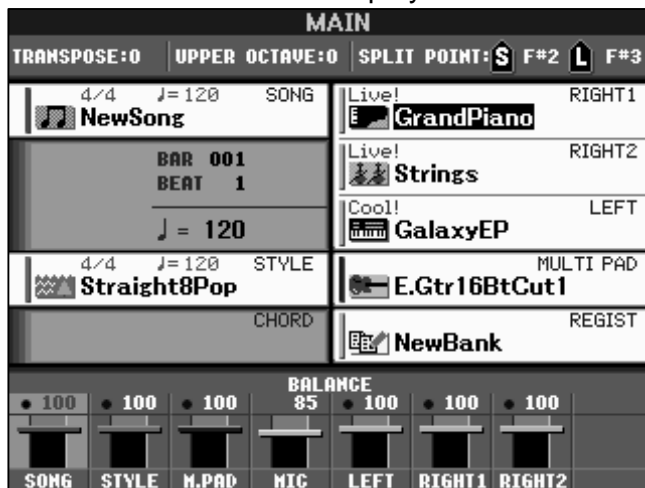 MAIN
TRANSPOSE:0 UPPER OCTAVE:0 SPLIT POINT: S F#2 L F#3
4/4 ♩=120 SONG
NewSong
BAR 001
BEAT 1
♩ = 120
4/4 ♩=120 STYLE
Straight8Pop
CHORD
Live! RIGHT1
GrandPiano
Live! RIGHT2
Strings
Cool! LEFT
GalaxyEP
MULTI PAD
E.Gtr16BtCut1
REGIST
NewBank
BALANCE
100 100 100 85 100 100 100
SONG STYLE M.PAD MIC LEFT RIGHT1 RIGHT2